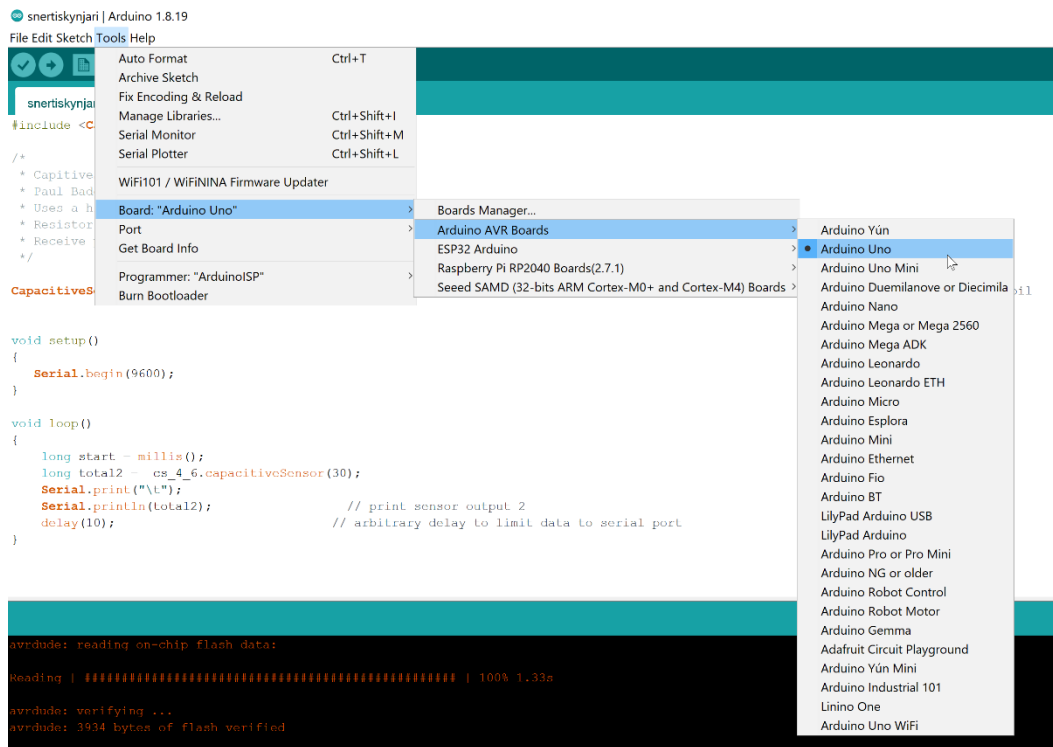 snertiskynjari | Arduino 1.8.19
File Edit Sketch Tools Help
snertiskynjari
Auto Format Ctrl+T
Archive Sketch
Fix Encoding & Reload
Manage Libraries... Ctrl+Shift+I
Serial Monitor Ctrl+Shift+M
Serial Plotter Ctrl+Shift+L
WiFi101 / WiFiNINA Firmware Updater
Board: "Arduino Uno"
Port
Get Board Info
Programmer: "ArduinoISP"
Burn Bootloader
Boards Manager...
Arduino AVR Boards
ESP32 Arduino
Raspberry Pi RP2040 Boards(2.7.1)
Seeed SAMD (32-bits ARM Cortex-M0+ and Cortex-M4) Boards
Arduino Yún
Arduino Uno
Arduino Uno Mini
Arduino Duemilanove or Diecimila
Arduino Nano
Arduino Mega or Mega 2560
Arduino Mega ADK
Arduino Leonardo
Arduino Leonardo ETH
Arduino Micro
Arduino Esplora
Arduino Mini
Arduino Ethernet
Arduino Fio
Arduino BT
LilyPad Arduino USB
LilyPad Arduino
Arduino Pro or Pro Mini
Arduino NG or older
Arduino Robot Control
Arduino Robot Motor
Arduino Gemma
Adafruit Circuit Playground
Arduino Yún Mini
Arduino Industrial 101
Linino One
Arduino Uno WiFi
#include <C
/*
* Capitive
* Paul Bad
* Uses a h
* Resistor
* Receive
*/
CapacitiveS oil
void setup()
{
Serial.begin(9600);
}
void loop()
{
long start = millis();
long total2 = cs_4_6.capacitiveSensor(30);
Serial.print("\t");
Serial.println(total2); // print sensor output 2
delay(10); // arbitrary delay to limit data to serial port
}
avrdude: reading on-chip flash data:
Reading | ################################################## | 100% 1.33s
avrdude: verifying ...
avrdude: 3934 bytes of flash verified